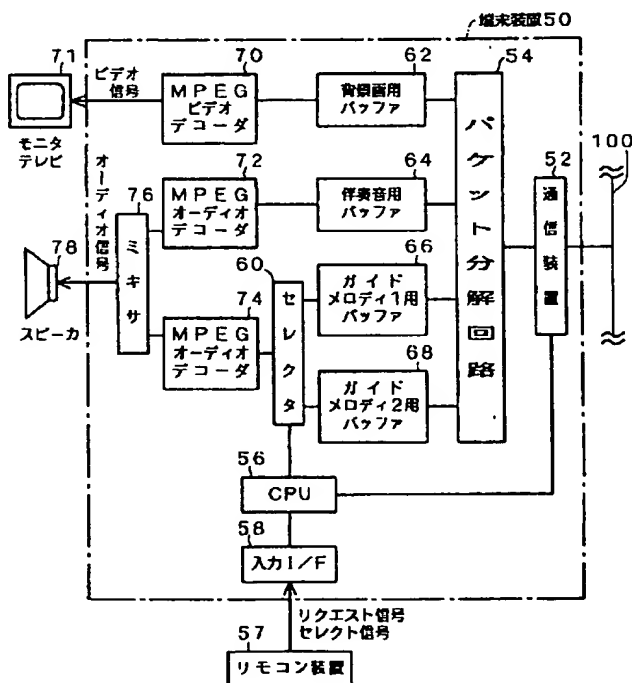 端末装置50
71
ビデオ
信号
モニタ
テレビ
70
MPEG
ビデオ
デコーダ
62
背景画用
バッファ
54
パケット分解回路
100
52
通信装置
オーディオ信号
76
ミキサ
72
MPEG
オーディオ
デコーダ
64
伴奏音用
バッファ
78
スピーカ
60
セレクタ
66
ガイド
メロディ1用
バッファ
74
MPEG
オーディオ
デコーダ
68
ガイド
メロディ2用
バッファ
56
CPU
58
入力I/F
リクエスト信号
セレクト信号
57
リモコン装置